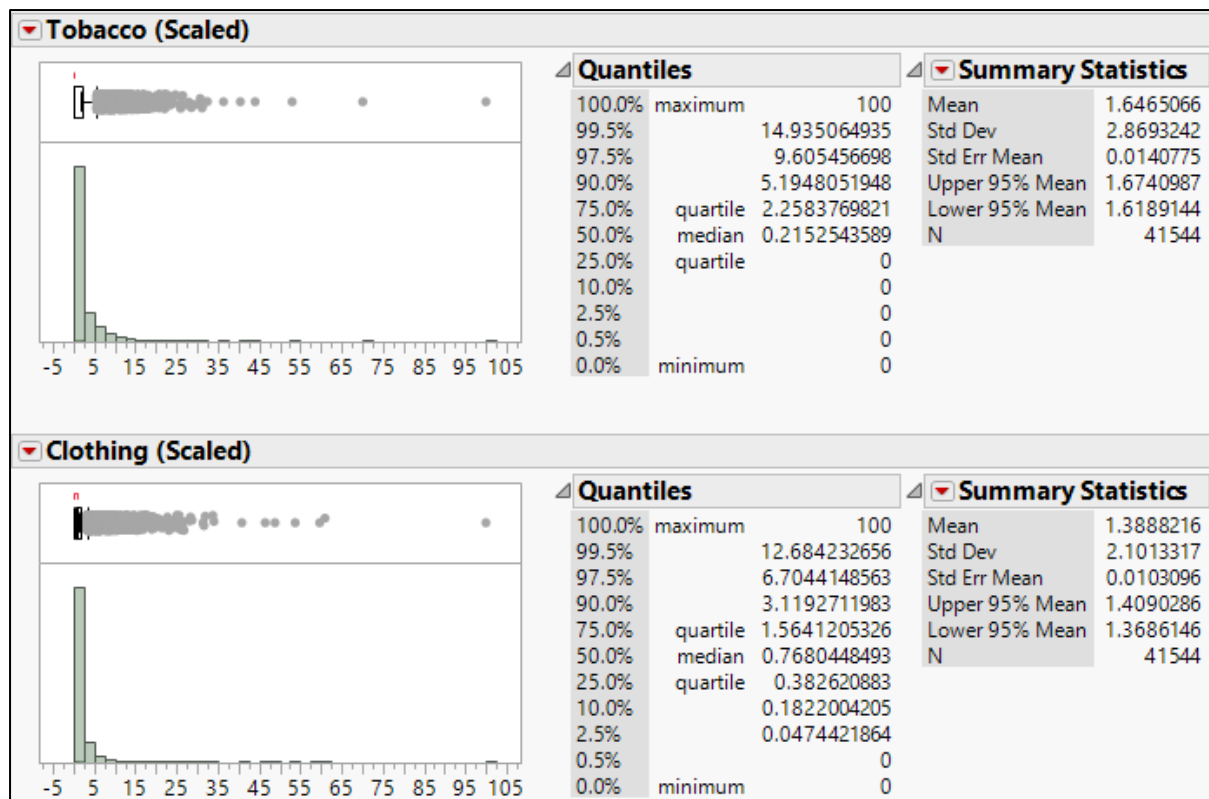 Tobacco (Scaled)
Quantiles
100.0% maximum 100
99.5% 14.935064935
97.5% 9.605456698
90.0% 5.1948051948
75.0% quartile 2.2583769821
50.0% median 0.2152543589
25.0% quartile 0
10.0% 0
2.5% 0
0.5% 0
0.0% minimum 0
Summary Statistics
Mean 1.6465066
Std Dev 2.8693242
Std Err Mean 0.0140775
Upper 95% Mean 1.6740987
Lower 95% Mean 1.6189144
N 41544
-5 5 15 25 35 45 55 65 75 85 95 105
Clothing (Scaled)
Quantiles
100.0% maximum 100
99.5% 12.684232656
97.5% 6.7044148563
90.0% 3.1192711983
75.0% quartile 1.5641205326
50.0% median 0.7680448493
25.0% quartile 0.382620883
10.0% 0.1822004205
2.5% 0.0474421864
0.5% 0
0.0% minimum 0
Summary Statistics
Mean 1.3888216
Std Dev 2.1013317
Std Err Mean 0.0103096
Upper 95% Mean 1.4090286
Lower 95% Mean 1.3686146
N 41544
-5 5 15 25 35 45 55 65 75 85 95 105